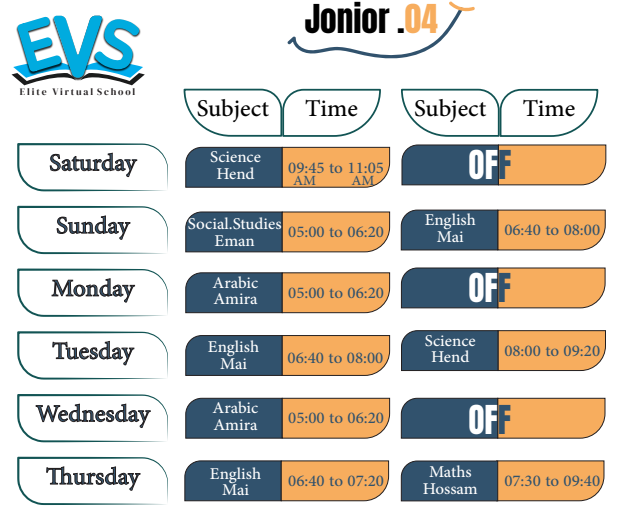 EVS
Elite Virtual School
Jonior .04
Subject Time Subject Time
Saturday
Science
Hend
09:45 to 11:05
AM AM
OFF
Sunday
Social.Studies
Eman
05:00 to 06:20
English
Mai
06:40 to 08:00
Monday
Arabic
Amira
05:00 to 06:20
OFF
Tuesday
English
Mai
06:40 to 08:00
Science
Hend
08:00 to 09:20
Wednesday
Arabic
Amira
05:00 to 06:20
OFF
Thursday
English
Mai
06:40 to 07:20
Maths
Hossam
07:30 to 09:40